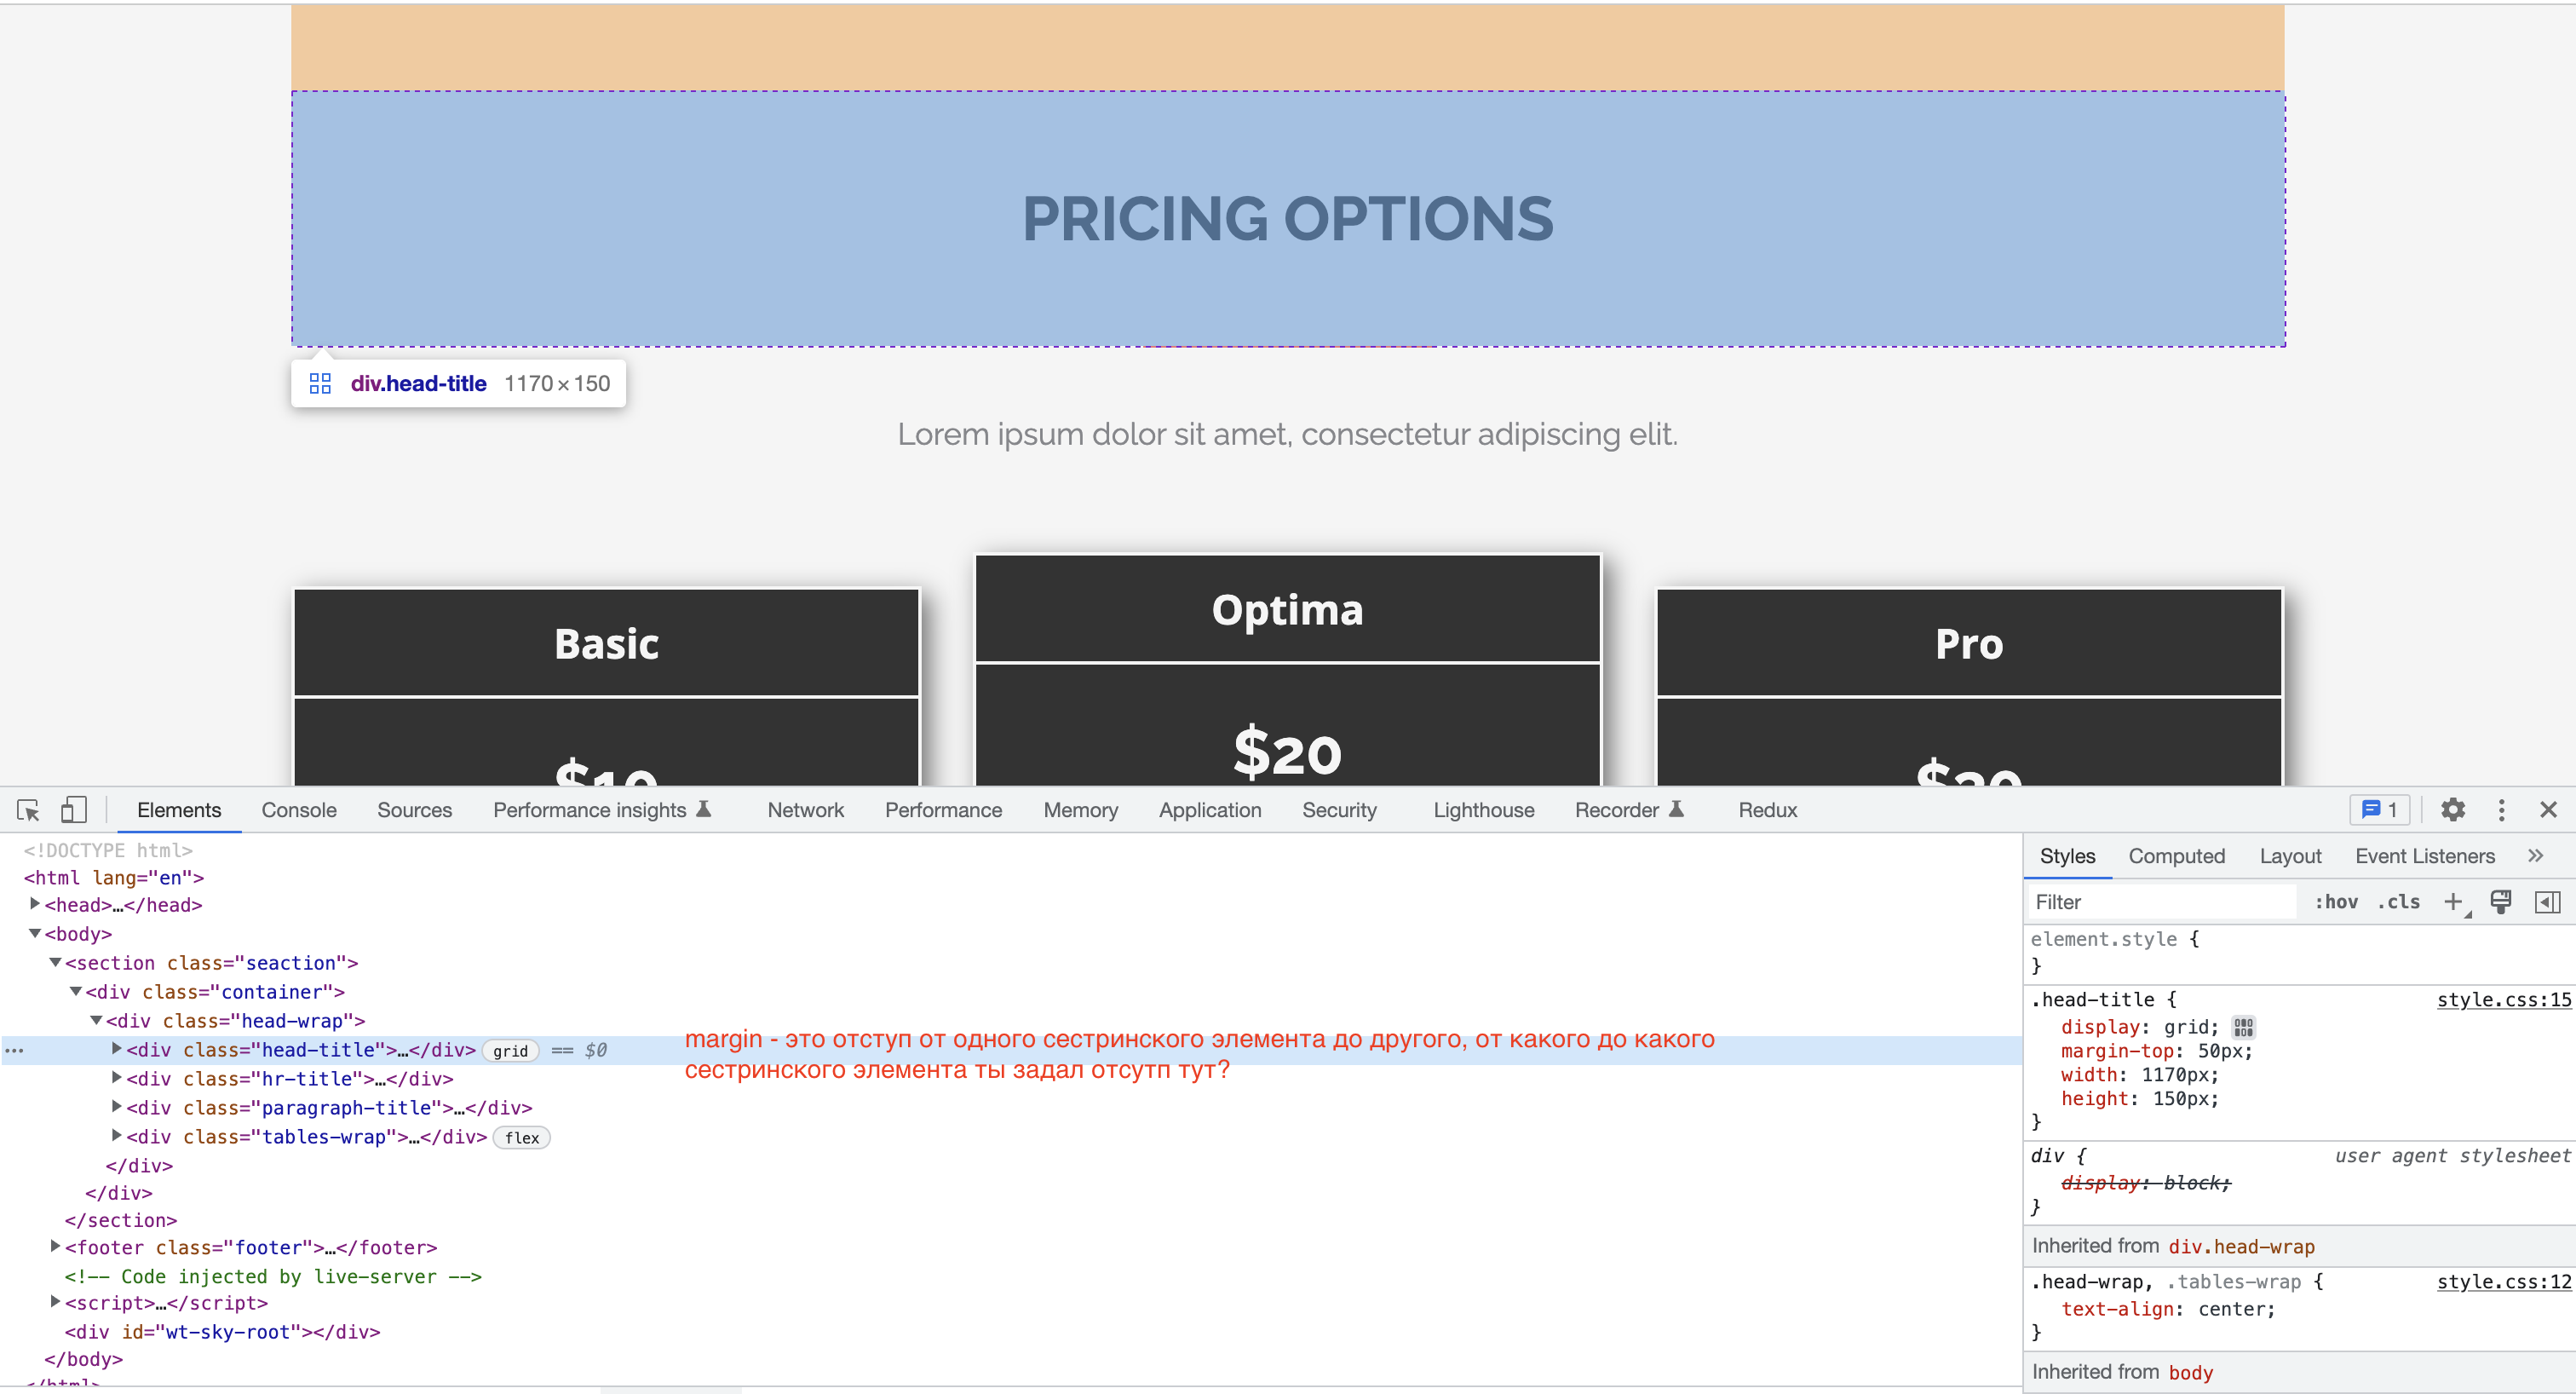 PRICING OPTIONS
div.head-title 1170×150
Lorem ipsum dolor sit amet, consectetur adipiscing elit.
Basic
Optima
Pro
$10
$20
Elements Console Sources Performance insights Network Performance Memory Application Security Lighthouse Recorder Redux 1
<!DOCTYPE html>
<html lang="en">
<head>…</head>
<body>
<section class="seaction">
<div class="container">
<div class="head-wrap">
… <div class="head-title">…</div> grid == $0
<div class="hr-title">…</div>
<div class="paragraph-title">…</div>
<div class="tables-wrap">…</div> flex
</div>
</div>
</section>
<footer class="footer">…</footer>
<!-- Code injected by live-server -->
<script>…</script>
<div id="wt-sky-root"></div>
</body>
</html>
margin - это отступ от одного сестринского элемента до другого, от какого до какого
сестринского элемента ты задал отсутп тут?
Styles Computed Layout Event Listeners »
Filter :hov .cls +
element.style {
}
.head-title { style.css:15
display: grid;
margin-top: 50px;
width: 1170px;
height: 150px;
}
div { user agent stylesheet
display: block;
}
Inherited from div.head-wrap
.head-wrap, .tables-wrap { style.css:12
text-align: center;
}
Inherited from body